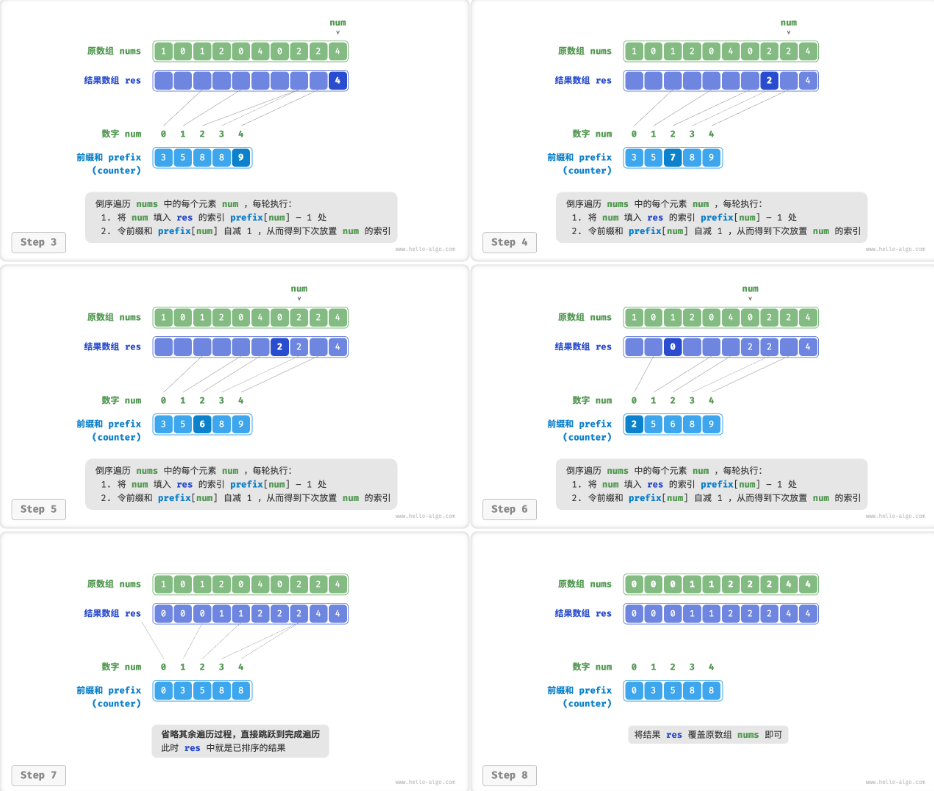 num
∨
原数组 nums 1 0 1 2 0 4 0 2 2 4
结果数组 res 4
数字 num 0 1 2 3 4
前缀和 prefix 3 5 8 8 9
(counter)
倒序遍历 nums 中的每个元素 num ，每轮执行：
1. 将 num 填入 res 的索引 prefix[num] − 1 处
2. 令前缀和 prefix[num] 自减 1 ，从而得到下次放置 num 的索引
Step 3
www.hello-algo.com
num
∨
原数组 nums 1 0 1 2 0 4 0 2 2 4
结果数组 res 2 4
数字 num 0 1 2 3 4
前缀和 prefix 3 5 7 8 9
(counter)
倒序遍历 nums 中的每个元素 num ，每轮执行：
1. 将 num 填入 res 的索引 prefix[num] − 1 处
2. 令前缀和 prefix[num] 自减 1 ，从而得到下次放置 num 的索引
Step 4
www.hello-algo.com
num
∨
原数组 nums 1 0 1 2 0 4 0 2 2 4
结果数组 res 2 2 4
数字 num 0 1 2 3 4
前缀和 prefix 3 5 6 8 9
(counter)
倒序遍历 nums 中的每个元素 num ，每轮执行：
1. 将 num 填入 res 的索引 prefix[num] − 1 处
2. 令前缀和 prefix[num] 自减 1 ，从而得到下次放置 num 的索引
Step 5
www.hello-algo.com
num
∨
原数组 nums 1 0 1 2 0 4 0 2 2 4
结果数组 res 0 2 2 4
数字 num 0 1 2 3 4
前缀和 prefix 2 5 6 8 9
(counter)
倒序遍历 nums 中的每个元素 num ，每轮执行：
1. 将 num 填入 res 的索引 prefix[num] − 1 处
2. 令前缀和 prefix[num] 自减 1 ，从而得到下次放置 num 的索引
Step 6
www.hello-algo.com
原数组 nums 1 0 1 2 0 4 0 2 2 4
结果数组 res 0 0 0 1 1 2 2 2 4 4
数字 num 0 1 2 3 4
前缀和 prefix 0 3 5 8 8
(counter)
省略其余遍历过程，直接跳跃到完成遍历
此时 res 中就是已排序的结果
Step 7
www.hello-algo.com
原数组 nums 0 0 0 1 1 2 2 2 4 4
结果数组 res 0 0 0 1 1 2 2 2 4 4
数字 num 0 1 2 3 4
前缀和 prefix 0 3 5 8 8
(counter)
将结果 res 覆盖原数组 nums 即可
Step 8
www.hello-algo.com